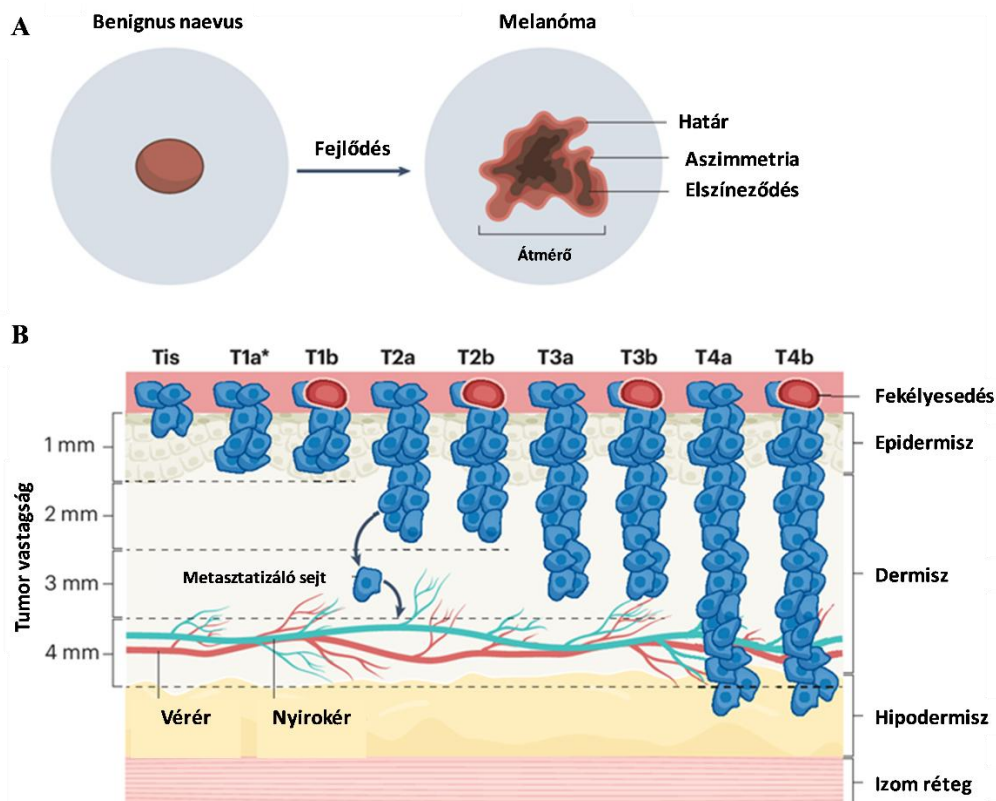 A
Benignus naevus
Melanóma
Fejlődés
Határ
Aszimmetria
Elszíneződés
Átmérő
B
Tis T1a* T1b T2a T2b T3a T3b T4a T4b
Fekélyesedés
Tumor vastagság
1 mm
Epidermisz
2 mm
Metasztatizáló sejt
3 mm
Dermisz
4 mm
Vérér
Nyirokér
Hipodermisz
Izom réteg